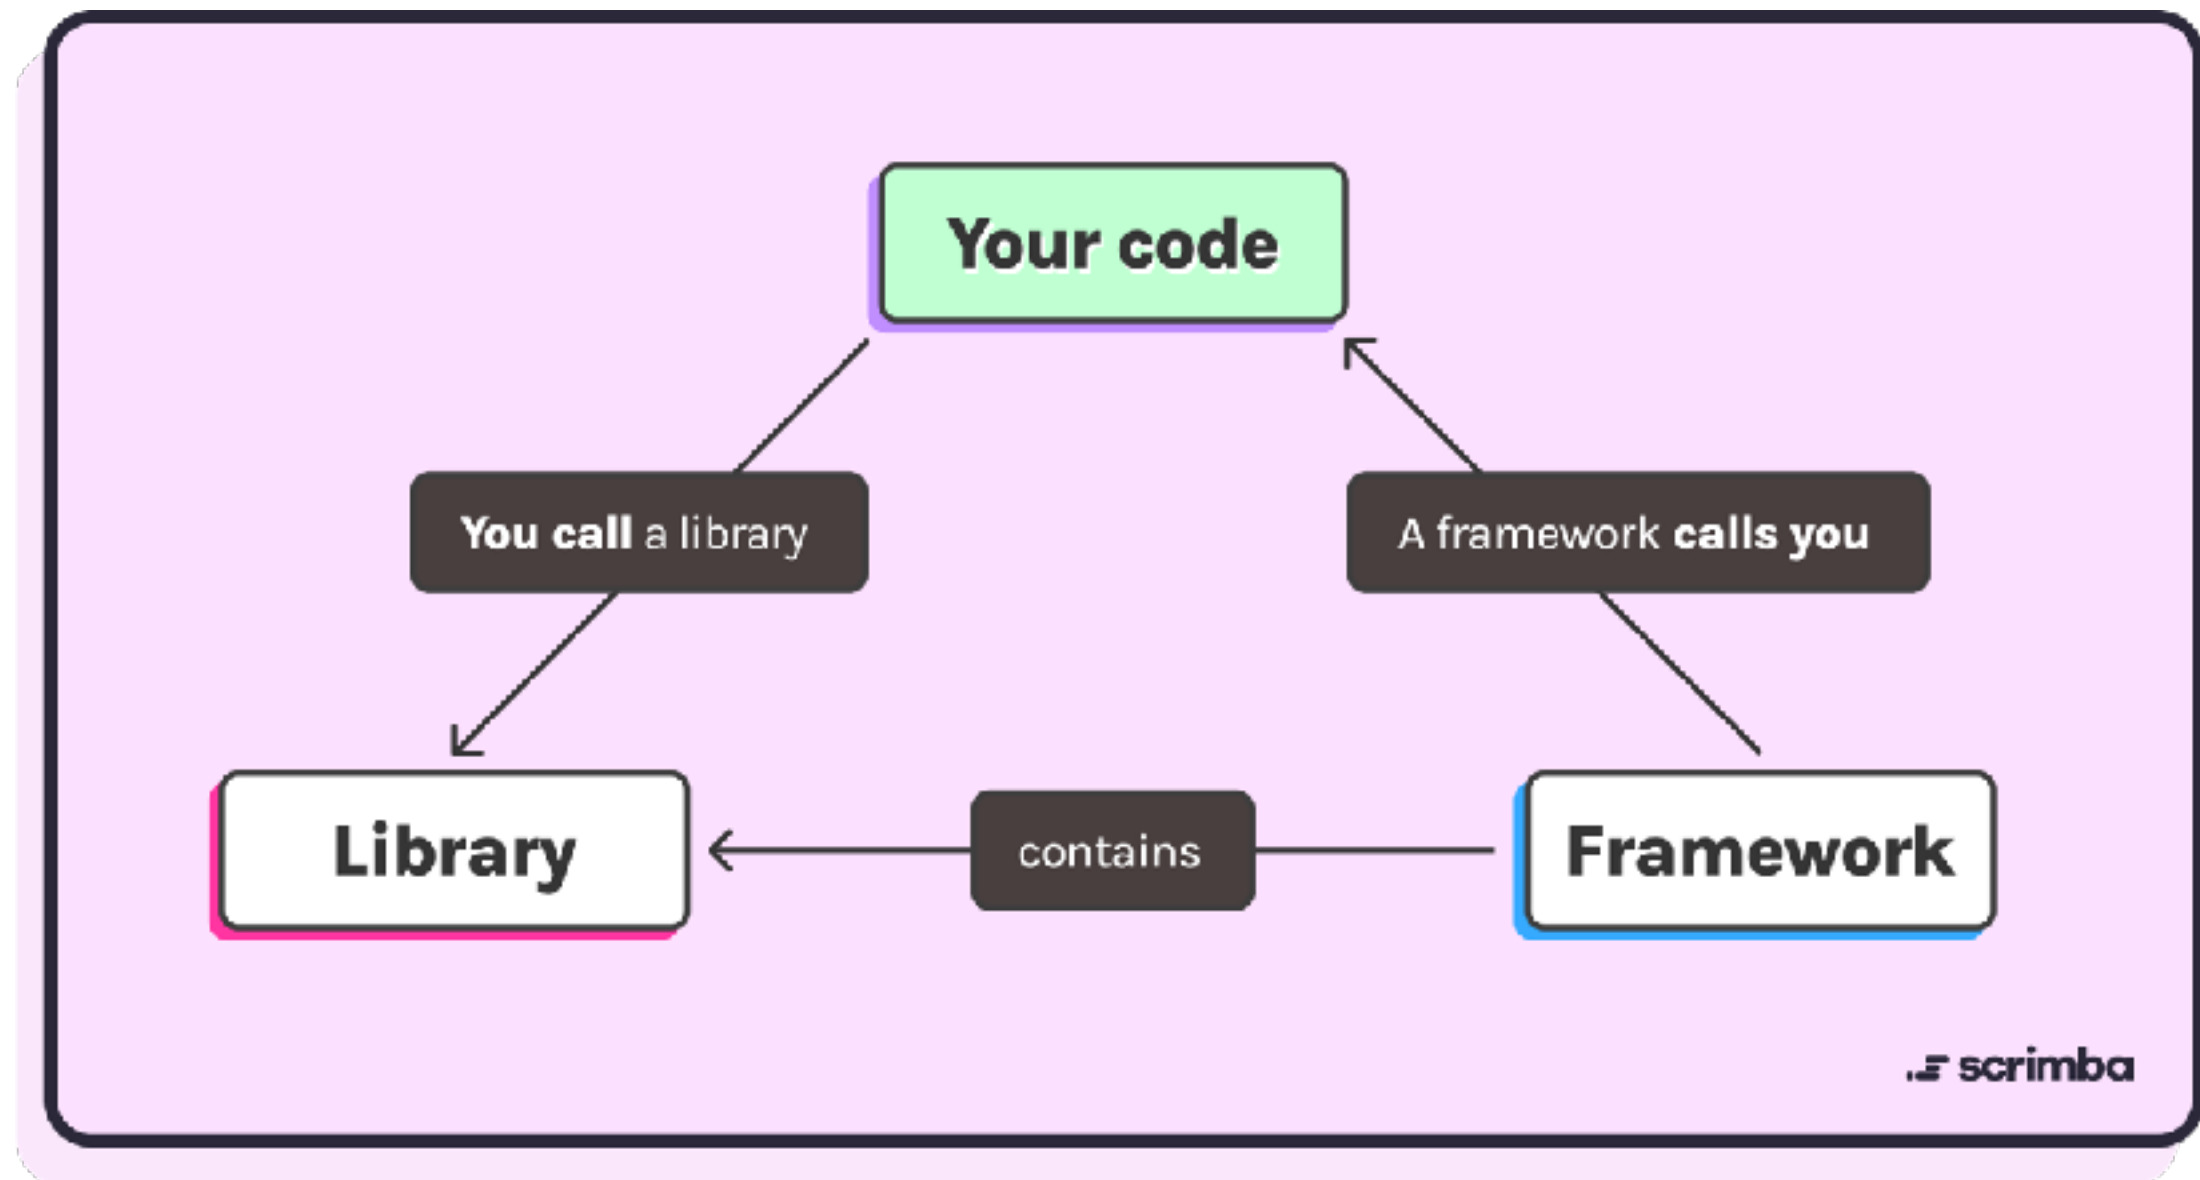 Your code
You call a library
A framework calls you
Library
contains
Framework
scrimba